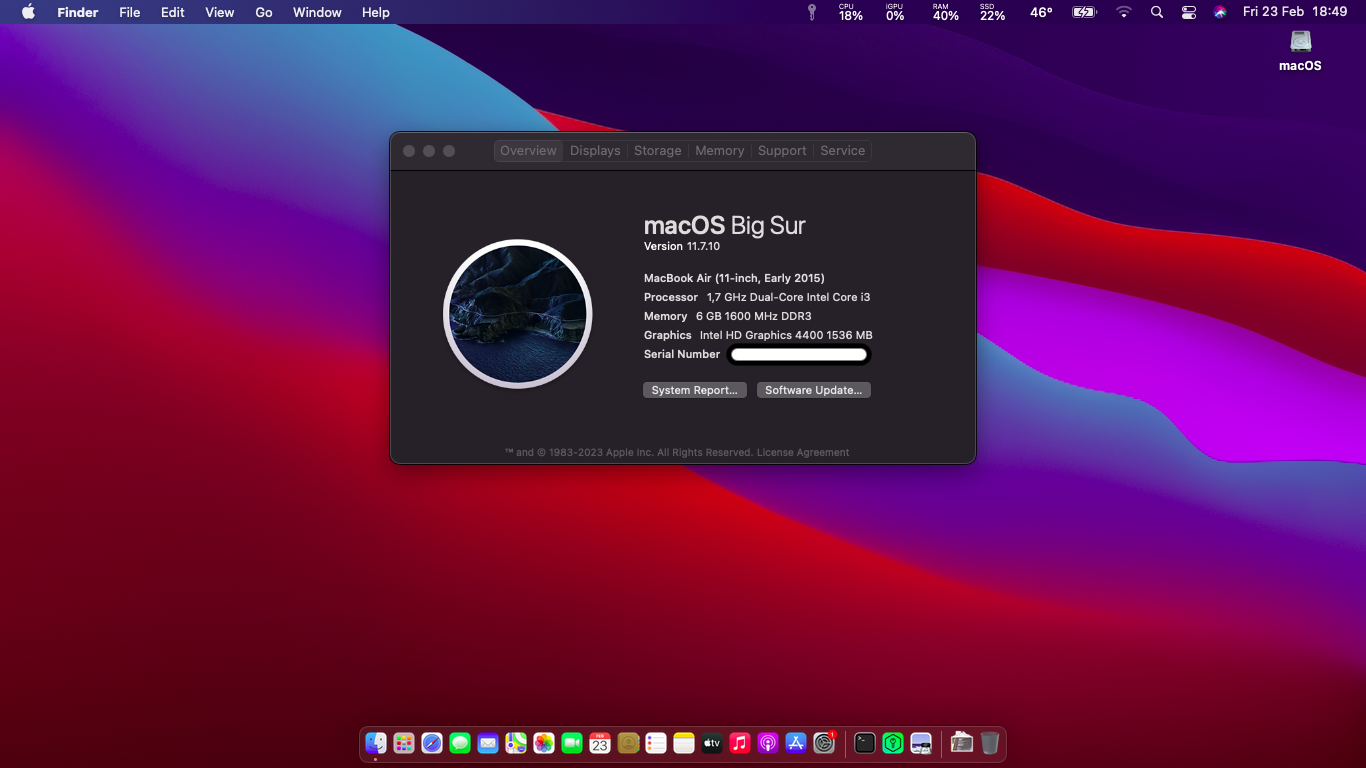 Finder File Edit View Go Window Help
CPU 18% iGPU 0% RAM 40% SSD 22% 46° Fri 23 Feb 18:49
macOS
Overview Displays Storage Memory Support Service
macOS Big Sur
Version 11.7.10
MacBook Air (11-inch, Early 2015)
Processor 1,7 GHz Dual-Core Intel Core i3
Memory 6 GB 1600 MHz DDR3
Graphics Intel HD Graphics 4400 1536 MB
Serial Number
System Report... Software Update...
™ and © 1983-2023 Apple Inc. All Rights Reserved. License Agreement
FEB
23
tv
1